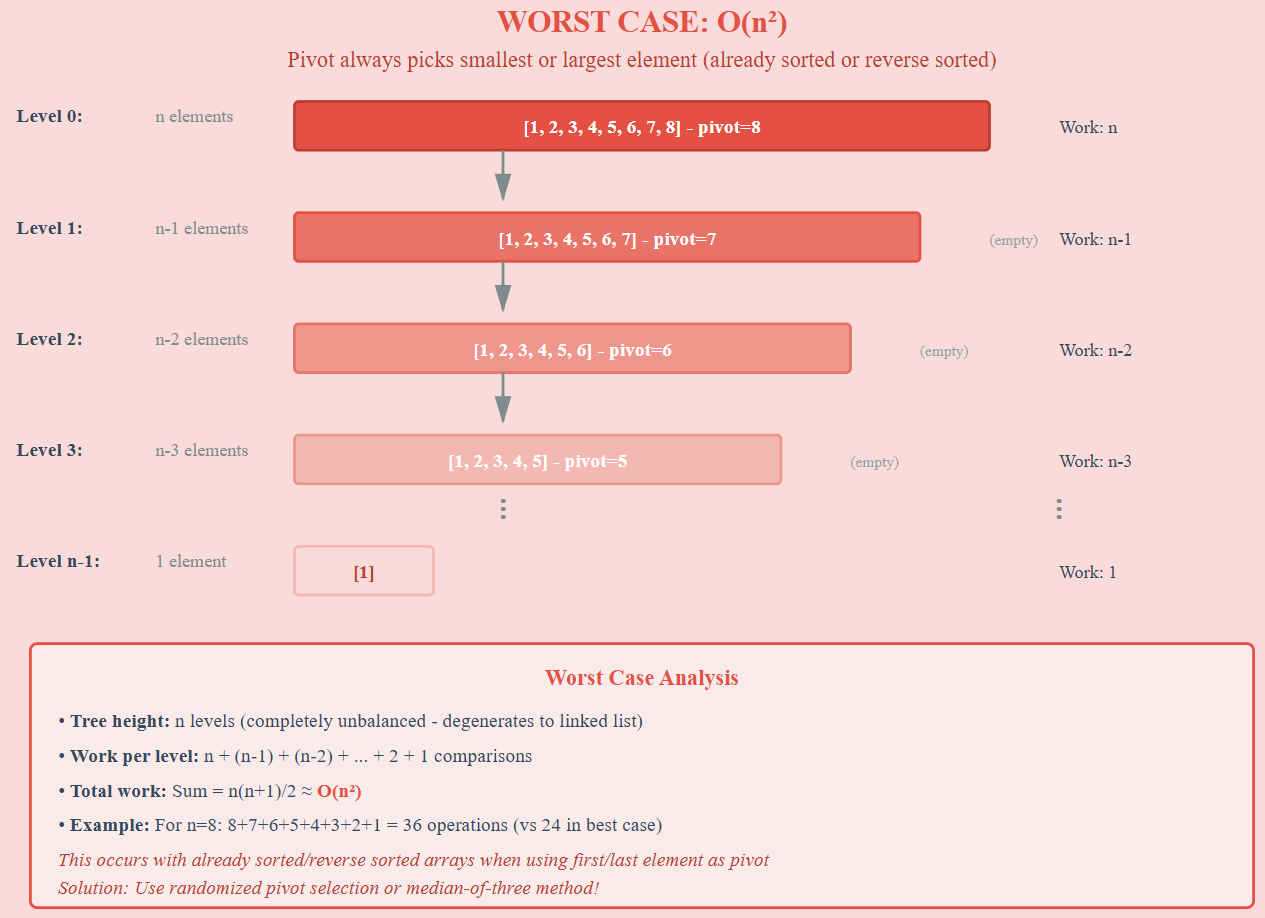 WORST CASE: O(n²)
Pivot always picks smallest or largest element (already sorted or reverse sorted)
Level 0: n elements [1, 2, 3, 4, 5, 6, 7, 8] - pivot=8 Work: n
Level 1: n-1 elements [1, 2, 3, 4, 5, 6, 7] - pivot=7 (empty) Work: n-1
Level 2: n-2 elements [1, 2, 3, 4, 5, 6] - pivot=6 (empty) Work: n-2
Level 3: n-3 elements [1, 2, 3, 4, 5] - pivot=5 (empty) Work: n-3
⋮ ⋮
Level n-1: 1 element [1] Work: 1
Worst Case Analysis
• Tree height: n levels (completely unbalanced - degenerates to linked list)
• Work per level: n + (n-1) + (n-2) + ... + 2 + 1 comparisons
• Total work: Sum = n(n+1)/2 ≈ O(n²)
• Example: For n=8: 8+7+6+5+4+3+2+1 = 36 operations (vs 24 in best case)
This occurs with already sorted/reverse sorted arrays when using first/last element as pivot
Solution: Use randomized pivot selection or median-of-three method!